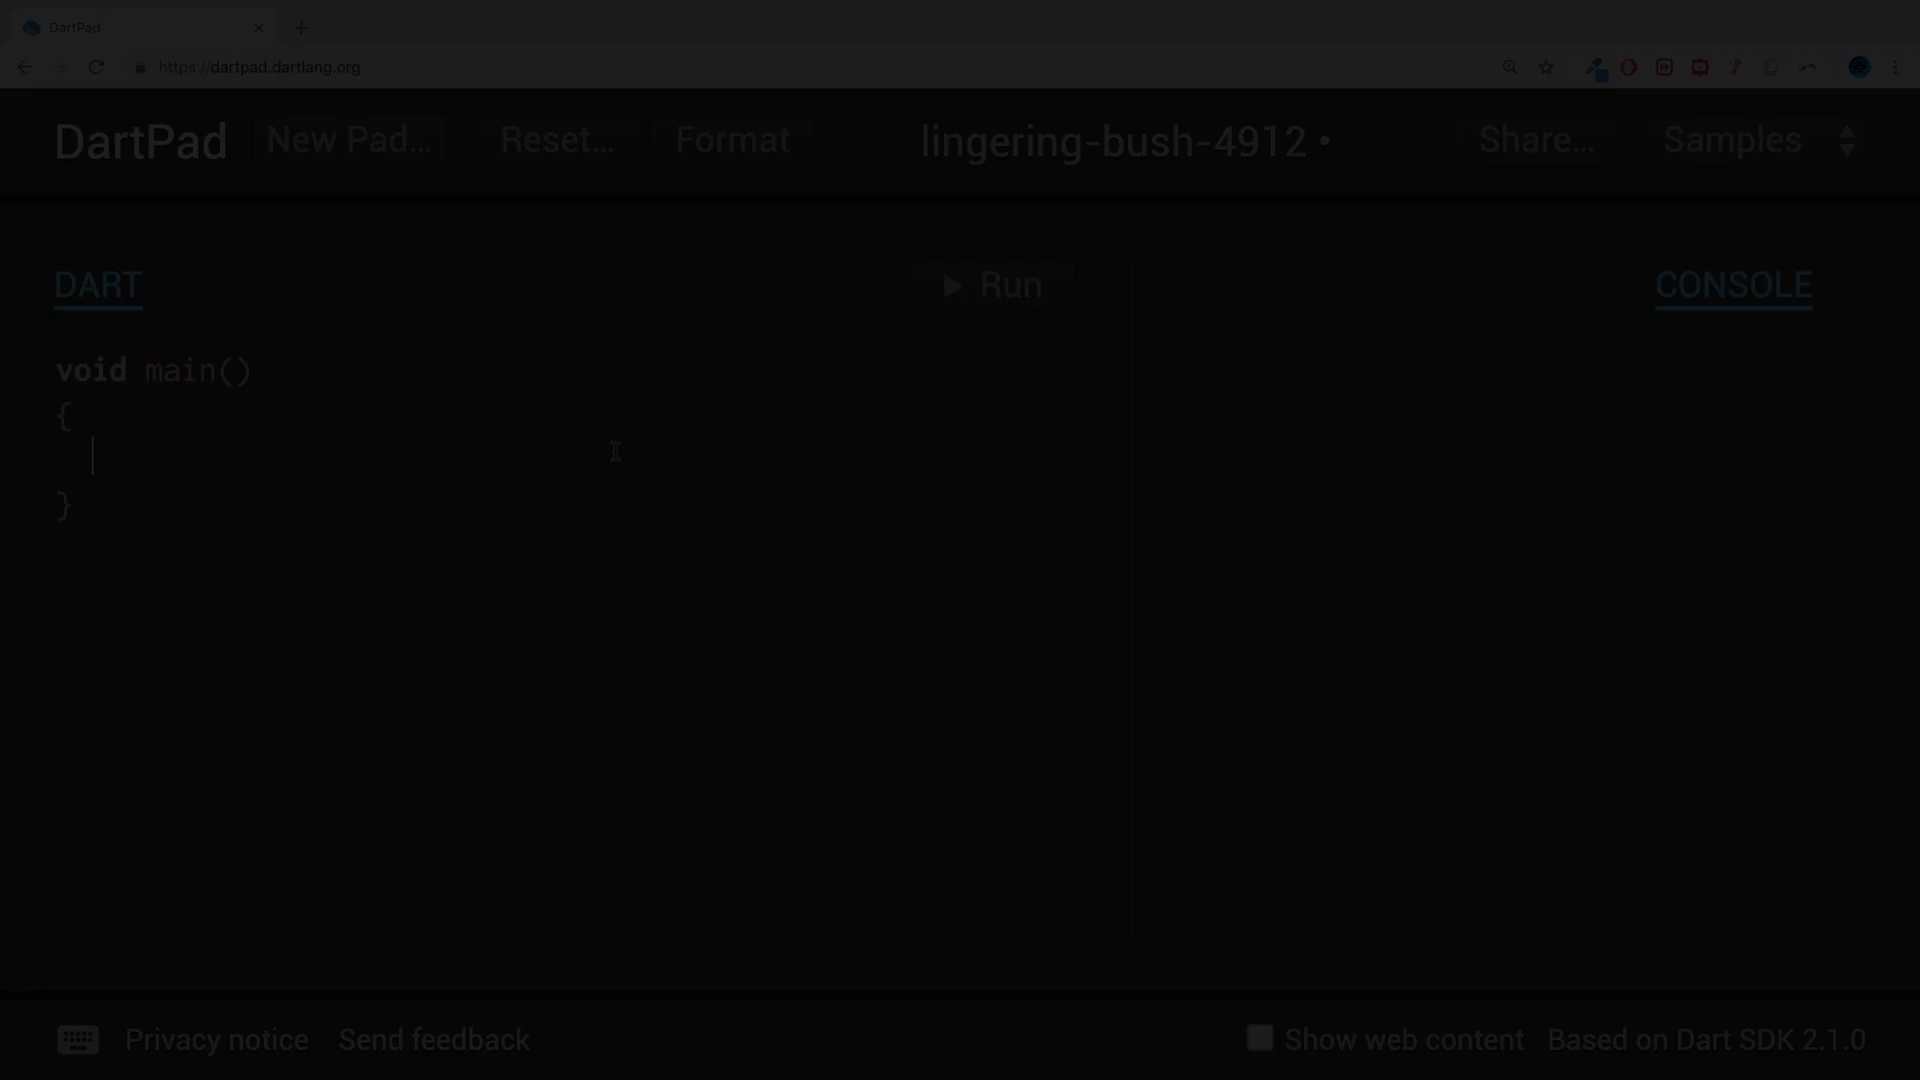 DartPad
https://dartpad.dartlang.org
DartPad New Pad... Reset... Format lingering-bush-4912 • Share... Samples
DART Run CONSOLE
void main()
{
}
Privacy notice Send feedback Show web content Based on Dart SDK 2.1.0